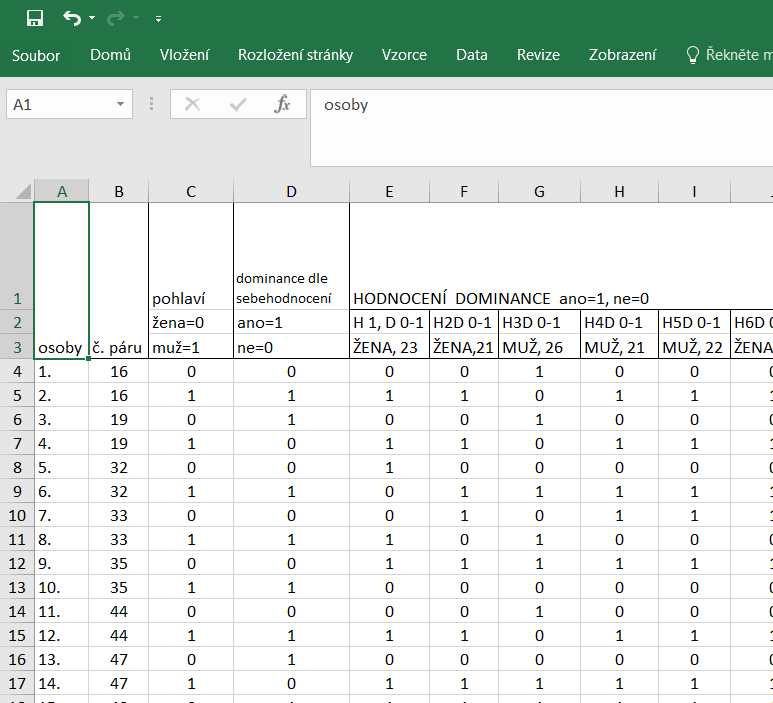 Soubor Domů Vložení Rozložení stránky Vzorce Data Revize Zobrazení Řekněte
A1 fx osoby
A B C D E F G H I
dominance dle
1 pohlaví sebehodnocení HODNOCENÍ DOMINANCE ano=1, ne=0
2 žena=0 ano=1 H 1, D 0-1 H2D 0-1 H3D 0-1 H4D 0-1 H5D 0-1 H6D
3 osoby č. páru muž=1 ne=0 ŽENA, 23 ŽENA,21 MUŽ, 26 MUŽ, 21 MUŽ, 22 ŽENA
4 1. 16 0 0 0 0 1 0 0
5 2. 16 1 1 1 1 0 1 1
6 3. 19 0 1 0 0 1 0 0
7 4. 19 1 0 1 1 0 1 1
8 5. 32 0 0 1 0 0 0 0
9 6. 32 1 1 0 1 1 1 1
10 7. 33 0 0 0 1 0 1 1
11 8. 33 1 1 1 0 1 0 0
12 9. 35 0 0 1 1 1 1 1
13 10. 35 1 1 0 0 0 0 0
14 11. 44 0 0 0 0 1 0 0
15 12. 44 1 1 1 1 0 1 1
16 13. 47 0 1 0 0 0 0 0
17 14. 47 1 0 1 1 1 1 1